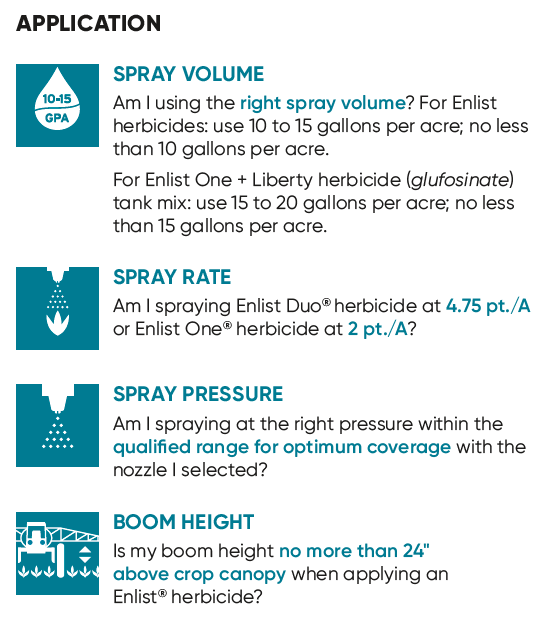 APPLICATION
10-15
GPA
SPRAY VOLUME
Am I using the right spray volume? For Enlist
herbicides: use 10 to 15 gallons per acre; no less
than 10 gallons per acre.
For Enlist One + Liberty herbicide (glufosinate)
tank mix: use 15 to 20 gallons per acre; no less
than 15 gallons per acre.
SPRAY RATE
Am I spraying Enlist Duo® herbicide at 4.75 pt./A
or Enlist One® herbicide at 2 pt./A?
SPRAY PRESSURE
Am I spraying at the right pressure within the
qualified range for optimum coverage with the
nozzle I selected?
BOOM HEIGHT
Is my boom height no more than 24"
above crop canopy when applying an
Enlist® herbicide?